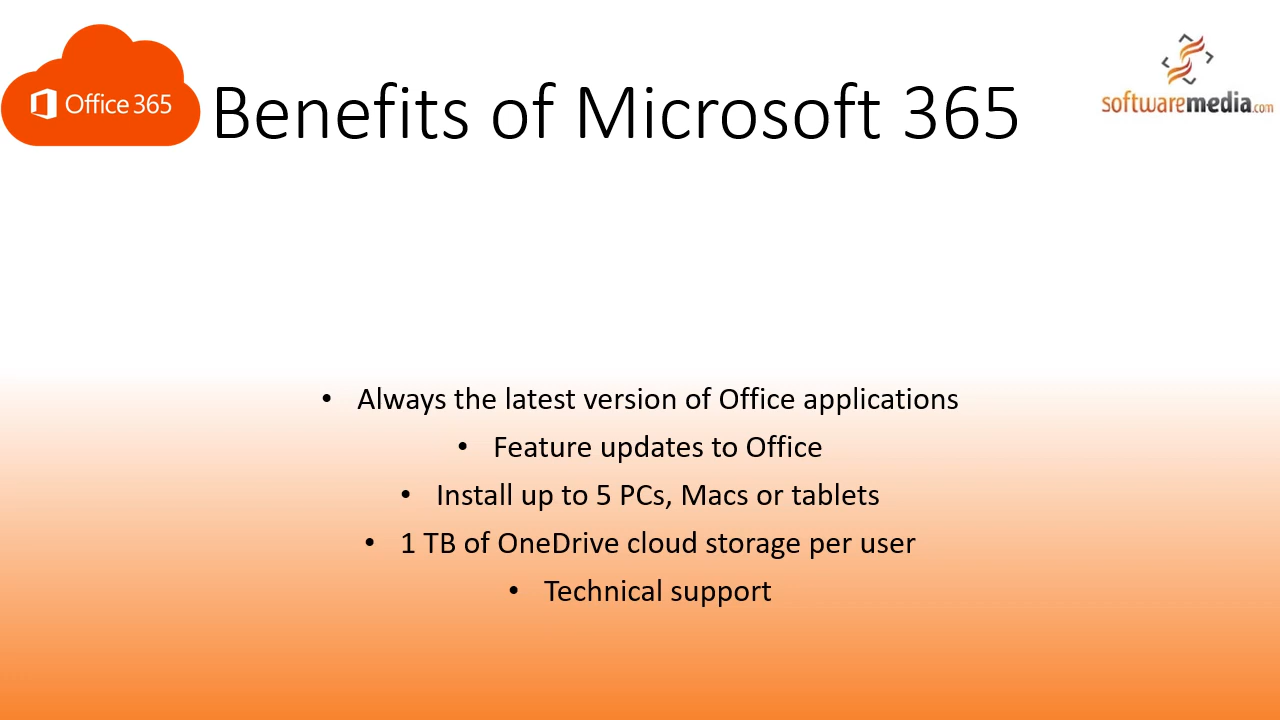 Office 365
Benefits of Microsoft 365
softwaremedia.com
• Always the latest version of Office applications
• Feature updates to Office
• Install up to 5 PCs, Macs or tablets
• 1 TB of OneDrive cloud storage per user
• Technical support